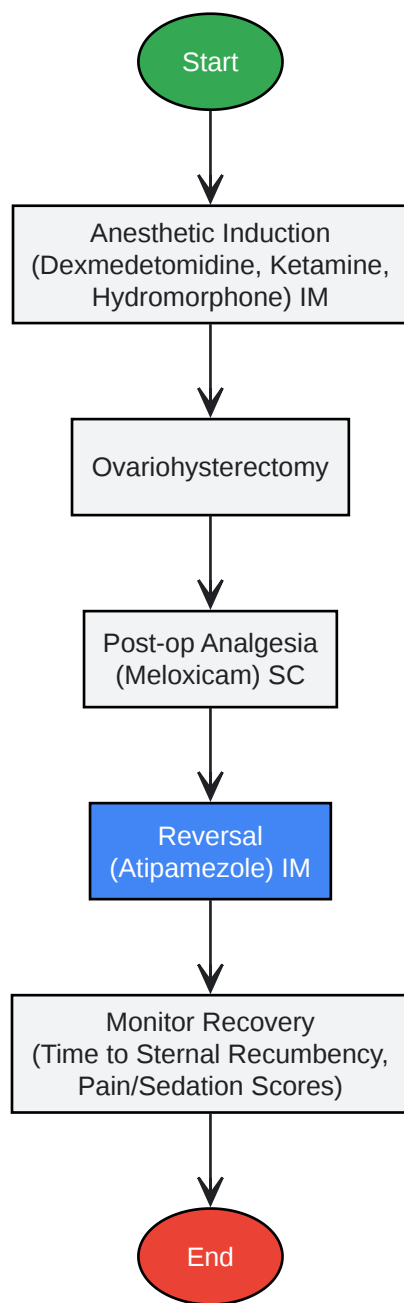 Start
Anesthetic Induction
(Dexmedetomidine, Ketamine,
Hydromorphone) IM
Ovariohysterectomy
Post-op Analgesia
(Meloxicam) SC
Reversal
(Atipamezole) IM
Monitor Recovery
(Time to Sternal Recumbency,
Pain/Sedation Scores)
End